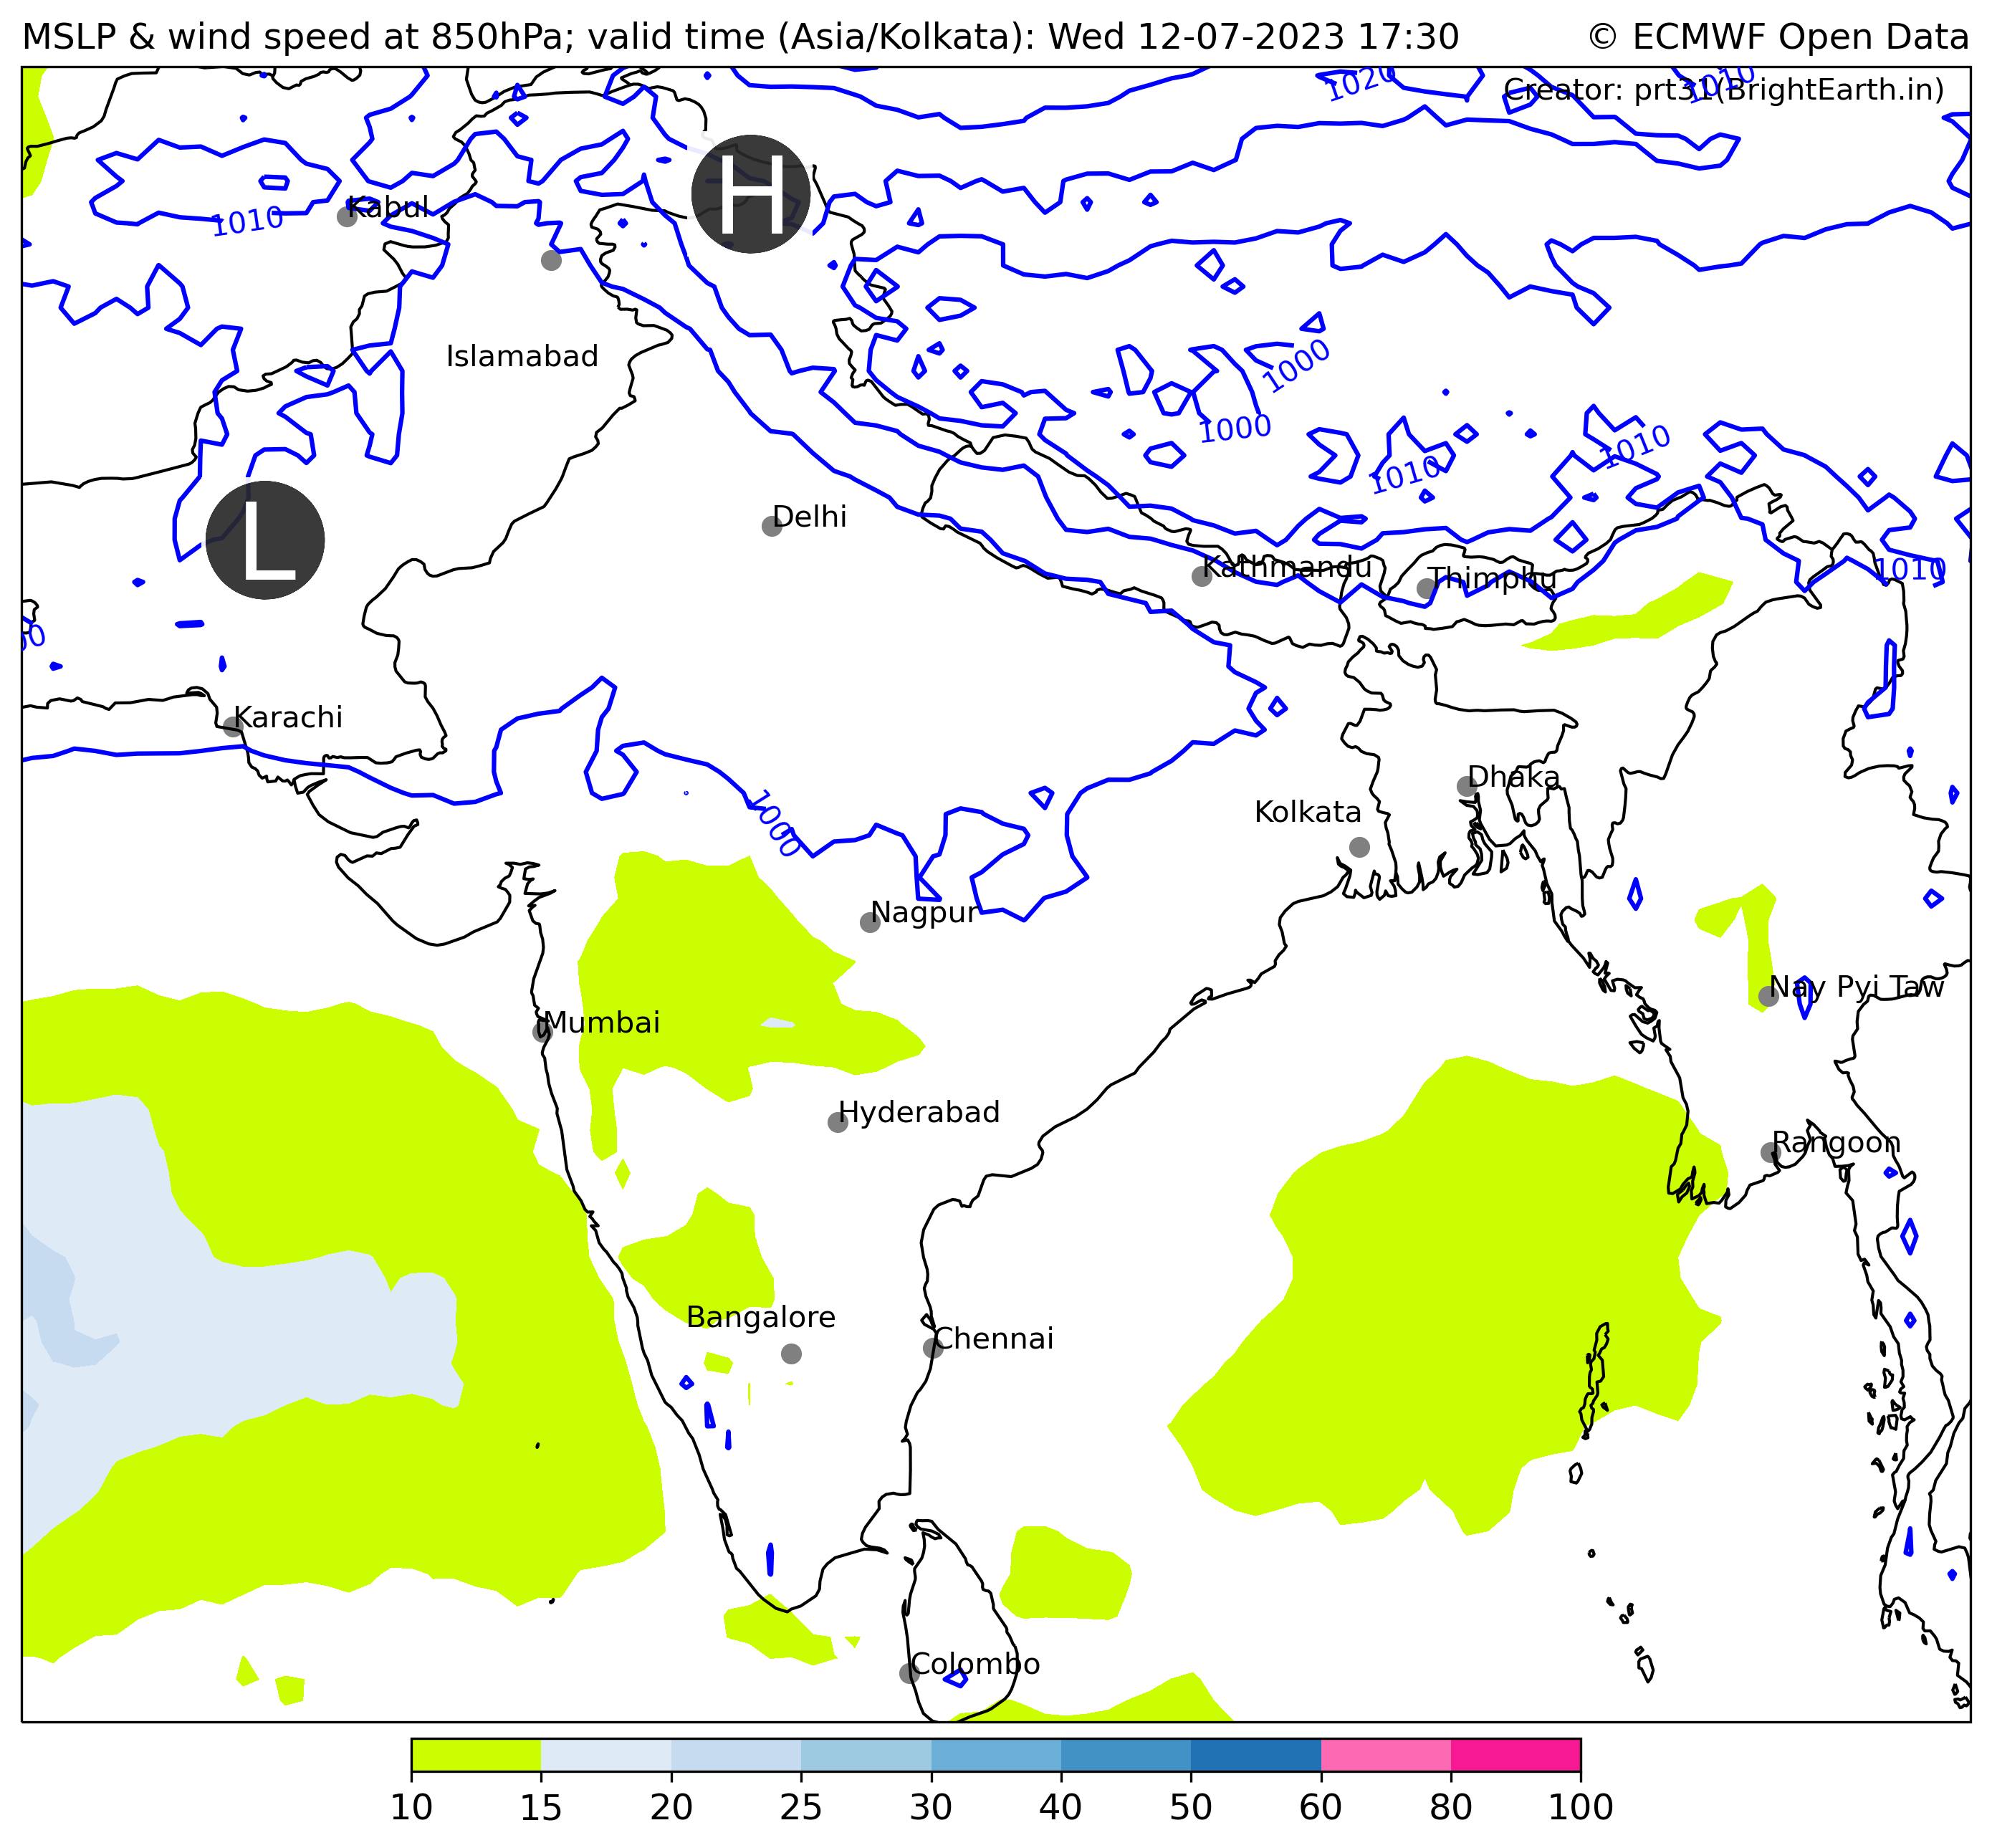 MSLP & wind speed at 850hPa; valid time (Asia/Kolkata): Wed 12-07-2023 17:30
© ECMWF Open Data
1020
1010
Creator: prt31(BrightEarth.in)
H
Kabul
1010
Islamabad
1000
1000
1010
1010
L
Delhi
Kathmandu
Thimphu
1010
Karachi
Dhaka
1000
Kolkata
Nagpur
Nay Pyi Taw
Mumbai
Hyderabad
Rangoon
Bangalore
Chennai
Colombo
10 15 20 25 30 40 50 60 80 100